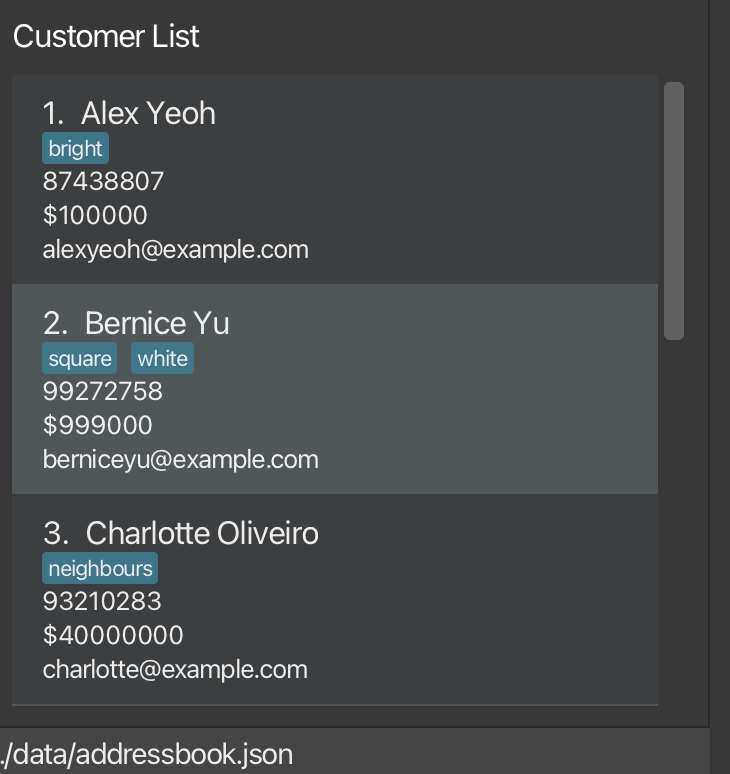 Customer List
1. Alex Yeoh
bright
87438807
$100000
alexyeoh@example.com
2. Bernice Yu
square white
99272758
$999000
berniceyu@example.com
3. Charlotte Oliveiro
neighbours
93210283
$40000000
charlotte@example.com
./data/addressbook.json